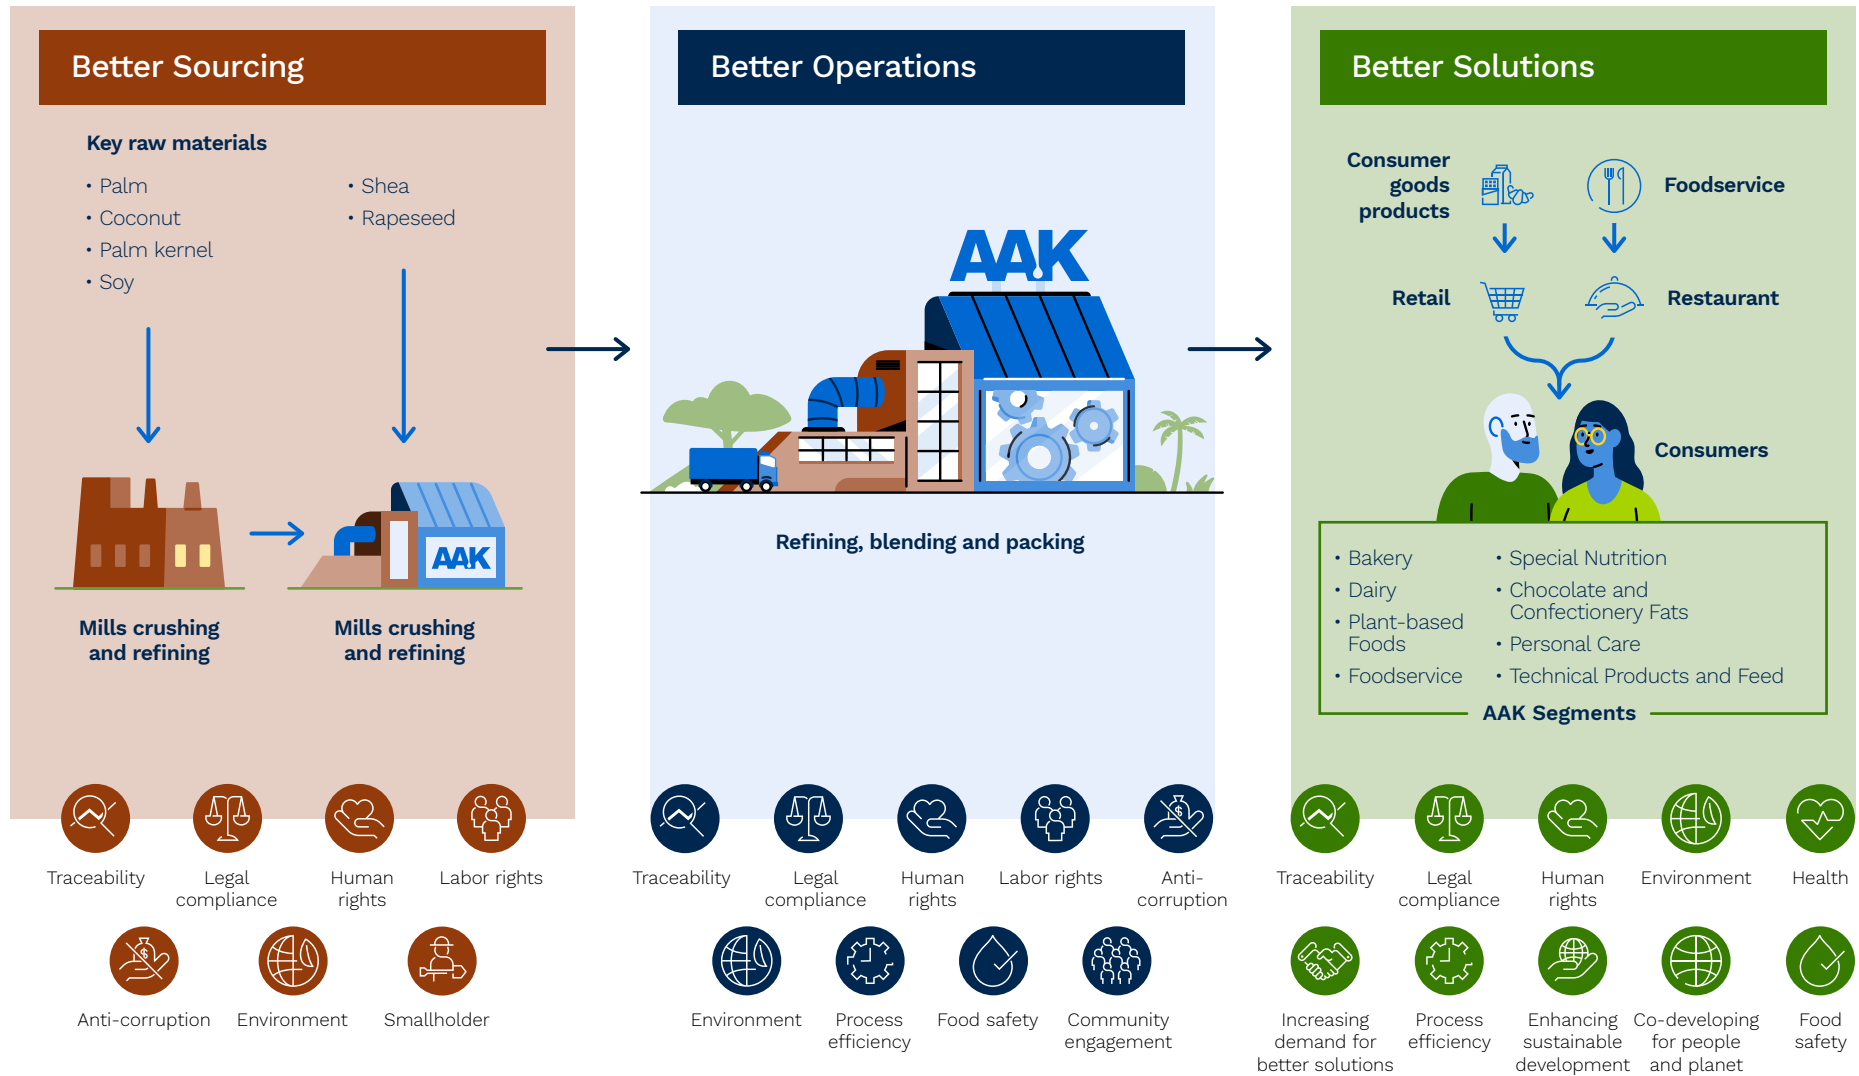 Better Sourcing
Key raw materials
• Palm
• Coconut
• Palm kernel
• Soy
• Shea
• Rapeseed
AAK
Mills crushing
and refining
Mills crushing
and refining
Traceability
Legal
compliance
Human
rights
Labor rights
Anti-corruption
Environment
Smallholder
Better Operations
AAK
Refining, blending and packing
Traceability
Legal
compliance
Human
rights
Labor rights
Anti-
corruption
Environment
Process
efficiency
Food safety
Community
engagement
Better Solutions
Consumer
goods
products
Foodservice
Retail
Restaurant
Consumers
• Bakery
• Dairy
• Plant-based
Foods
• Foodservice
• Special Nutrition
• Chocolate and
Confectionery Fats
• Personal Care
• Technical Products and Feed
AAK Segments
Traceability
Legal
compliance
Human
rights
Environment
Health
Increasing
demand for
better solutions
Process
efficiency
Enhancing
sustainable
development
Co-developing
for people
and planet
Food
safety